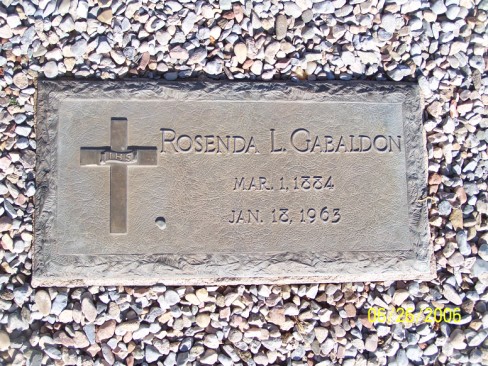 IHS
ROSENDA L. GABALDON
MAR. 1, 1884
JAN. 18, 1963
05/26/2006